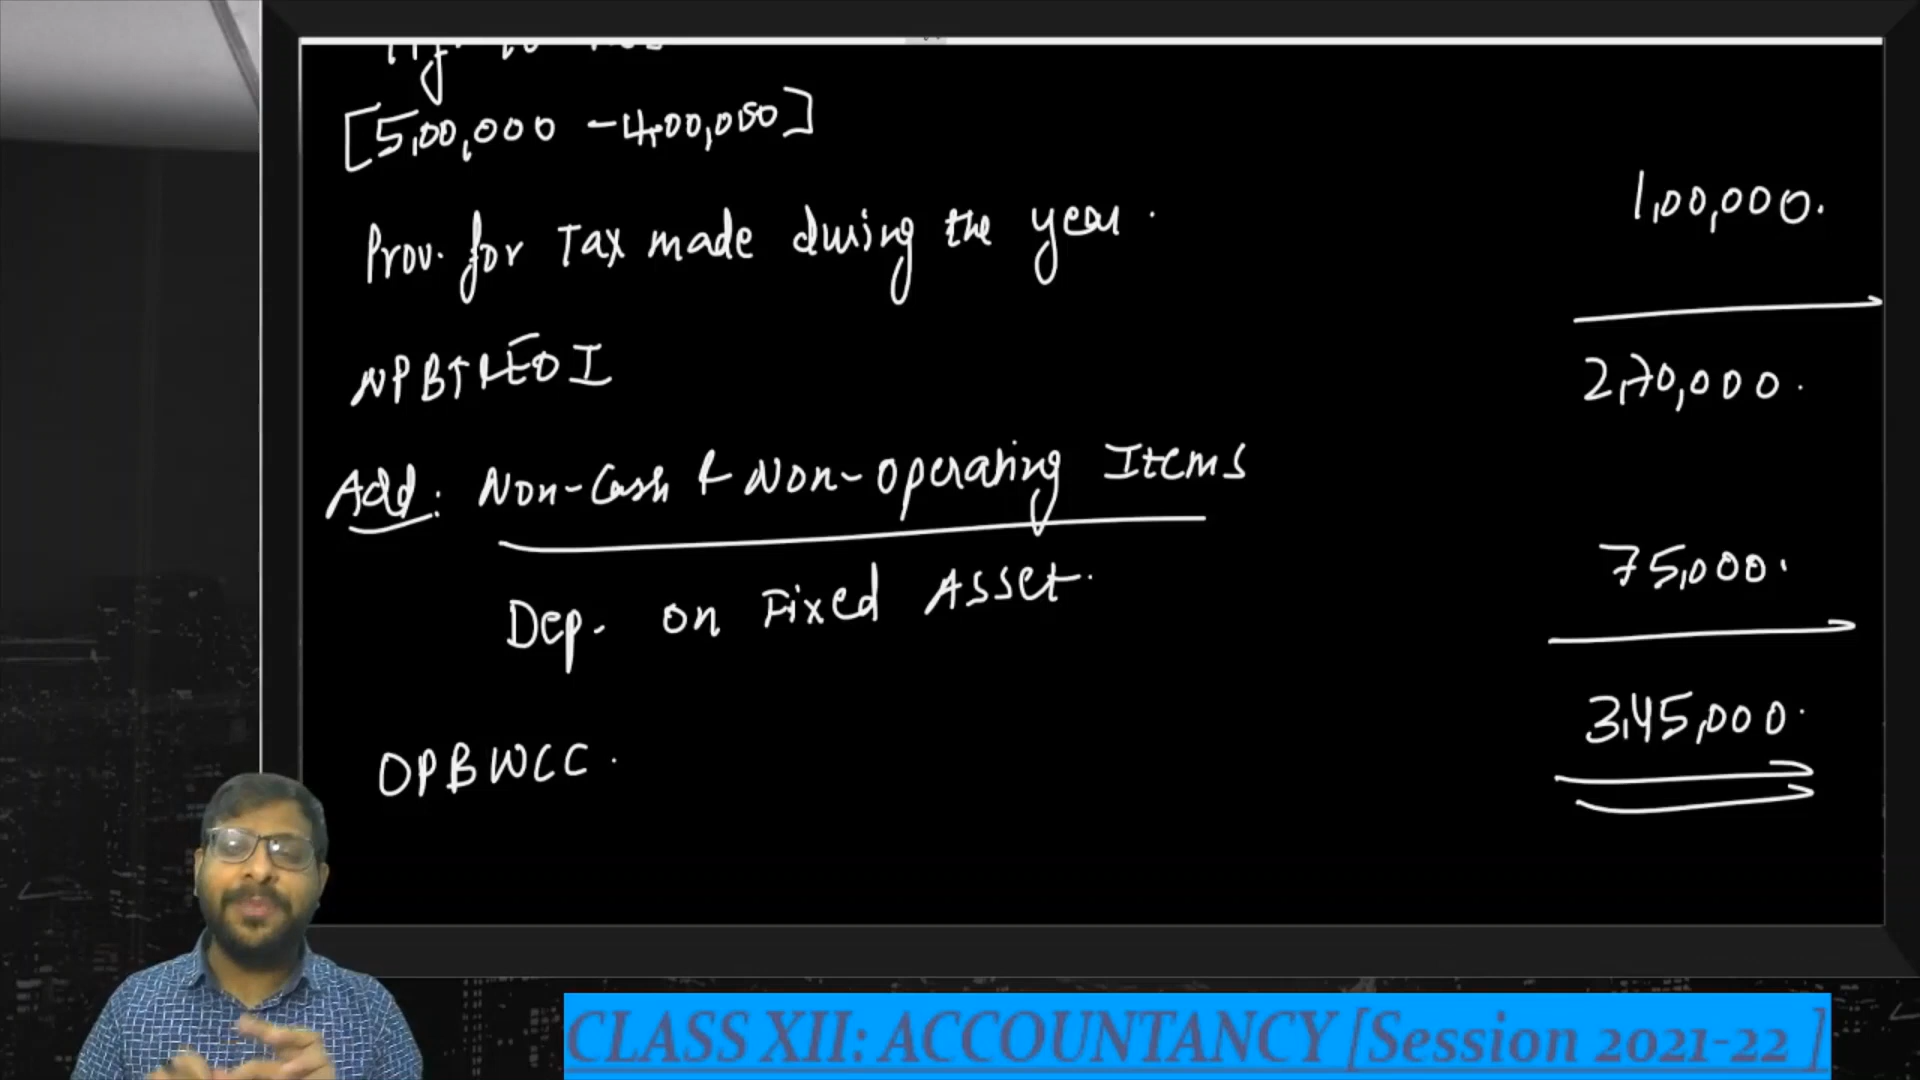 [5,00,000 - 4,00,000]
1,00,000.
Prov. for Tax made during the year.
NPBT & EOI 2,70,000.
Add: Non-Cash & Non-Operating Items
Dep. on Fixed Asset. 75,000.
OPBWCC. 3,45,000.
CLASS XII: ACCOUNTANCY [Session 2021-22 ]